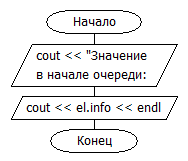 Начало
cout << "Значение
в начале очереди:
cout << el.info << endl
Конец